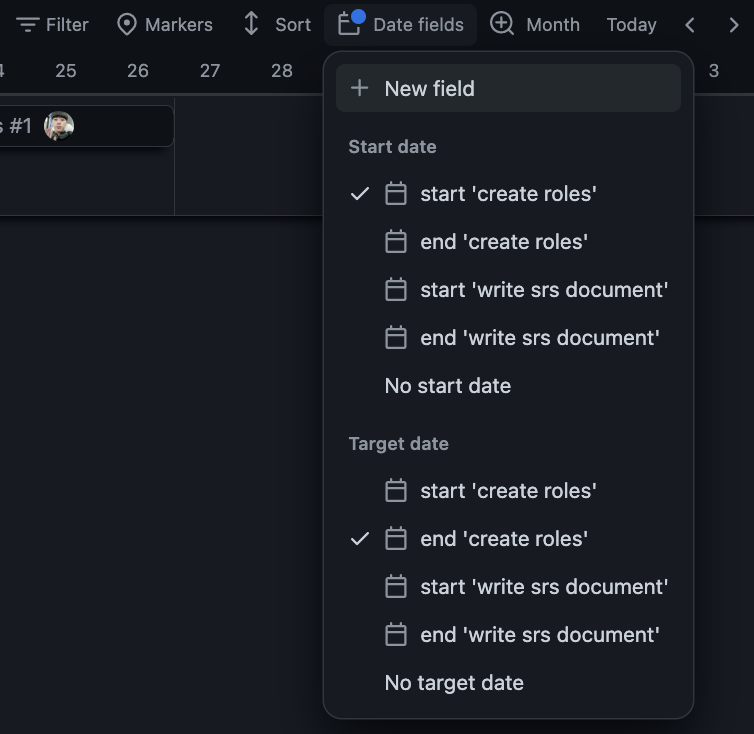 Filter Markers Sort Date fields Month Today
25 26 27 28 3
#1
New field
Start date
start 'create roles'
end 'create roles'
start 'write srs document'
end 'write srs document'
No start date
Target date
start 'create roles'
end 'create roles'
start 'write srs document'
end 'write srs document'
No target date